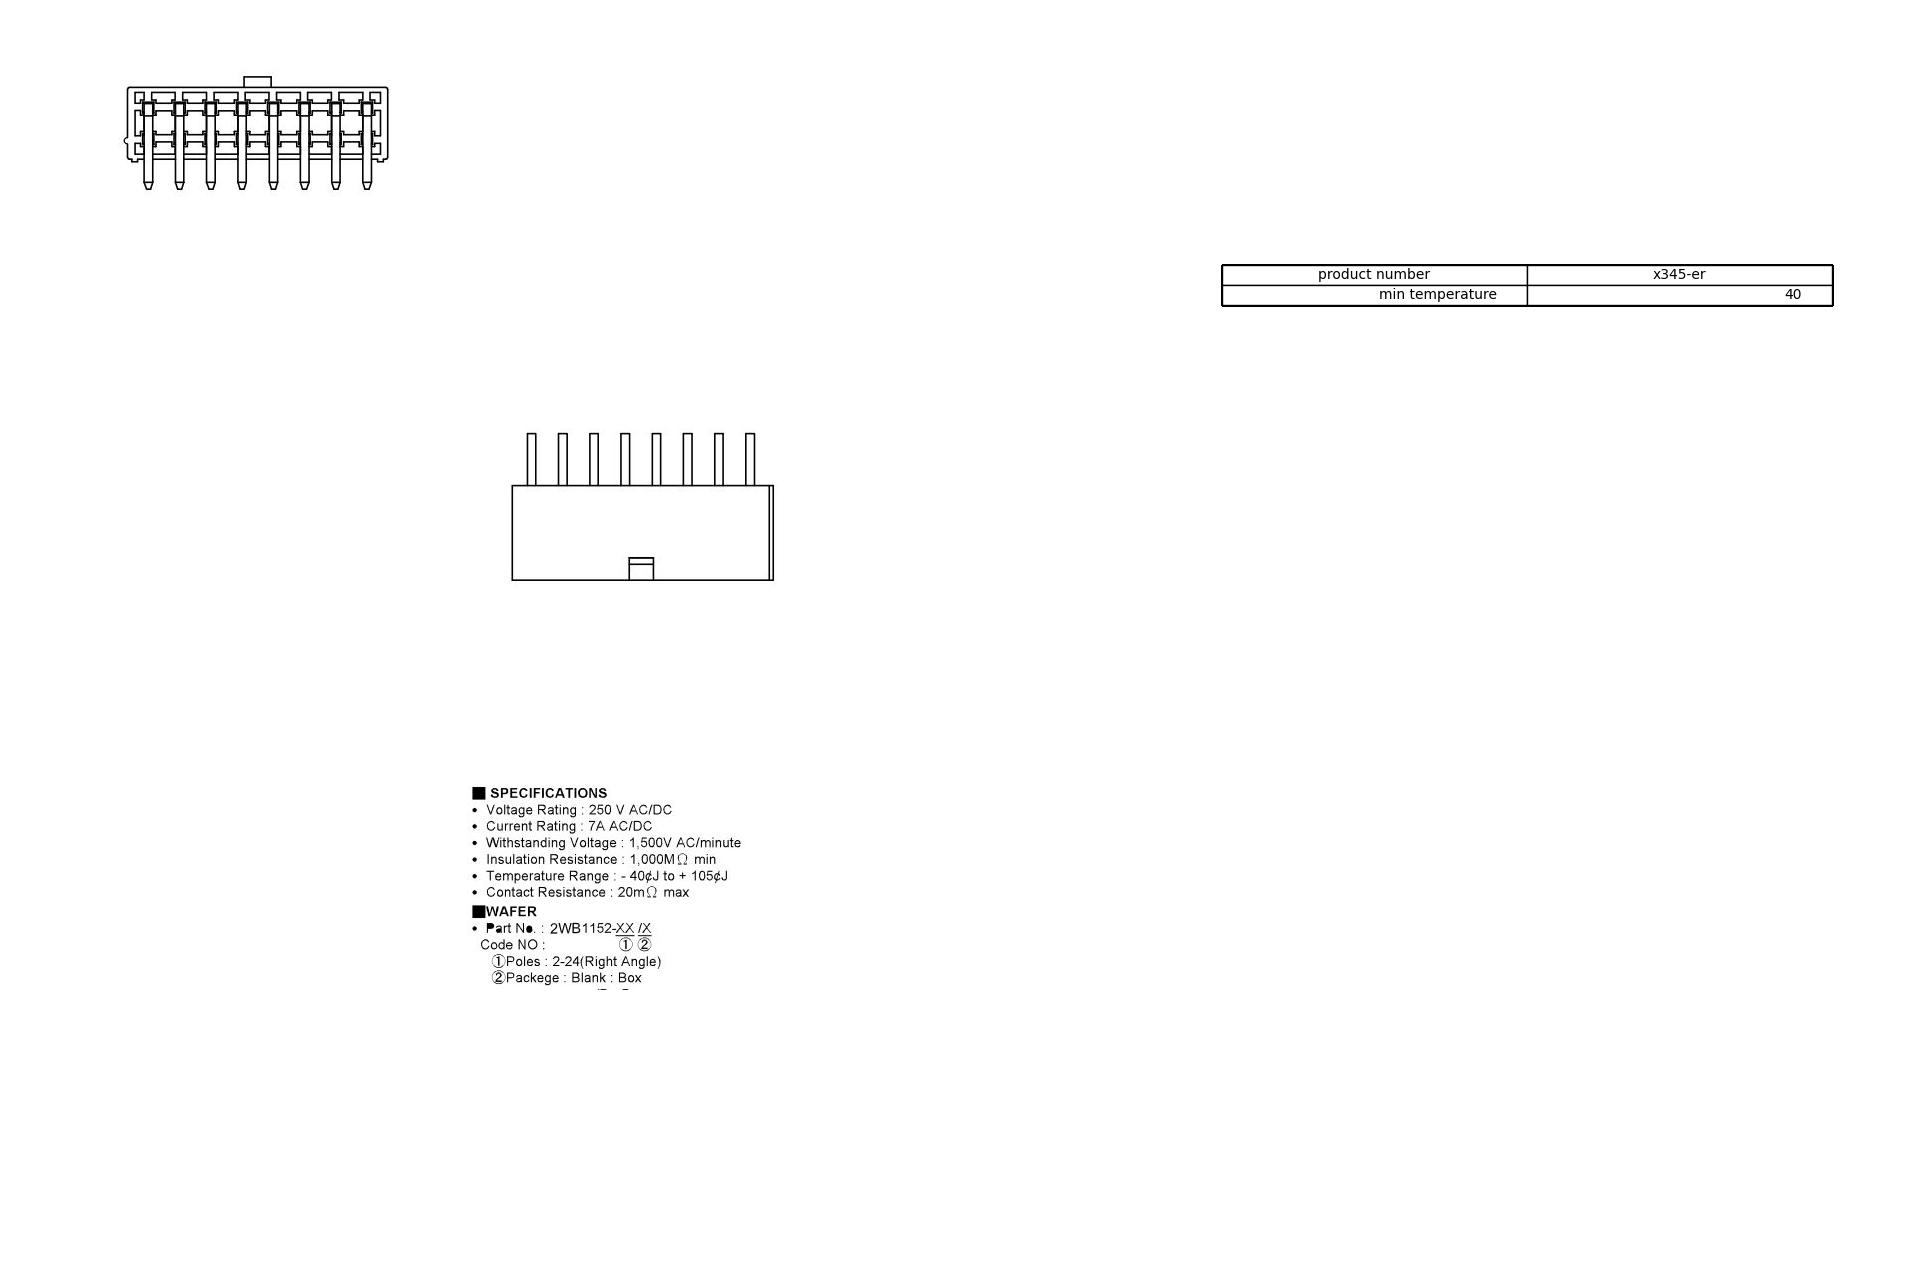 product number x345-er
min temperature 40
■ SPECIFICATIONS
• Voltage Rating : 250 V AC/DC
• Current Rating : 7A AC/DC
• Withstanding Voltage : 1,500V AC/minute
• Insulation Resistance : 1,000MΩ min
• Temperature Range : - 40¢J to + 105¢J
• Contact Resistance : 20mΩ max
■WAFER
• Part No. : 2WB1152-XX /X
Code NO : ① ②
①Poles : 2-24(Right Angle)
②Packege : Blank : Box